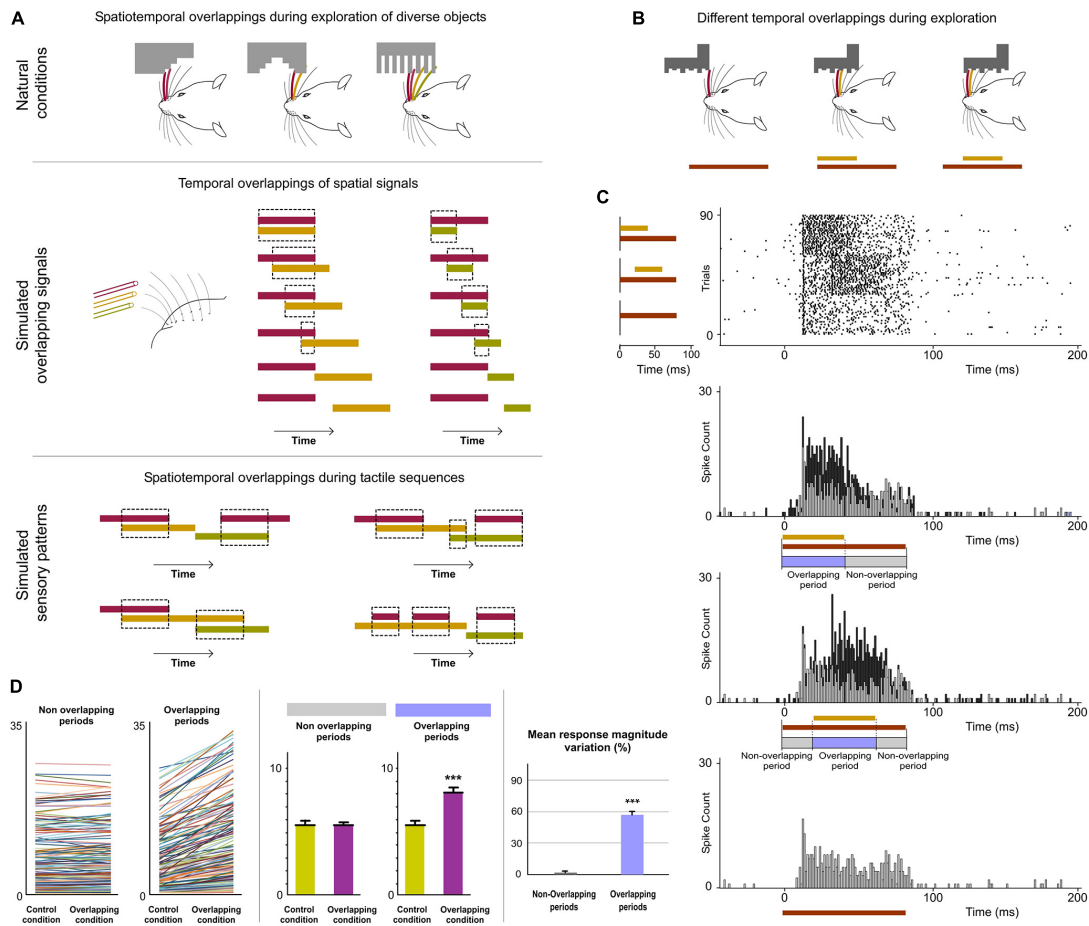 A
Spatiotemporal overlappings during exploration of diverse objects
Natural
conditions
Temporal overlappings of spatial signals
Simulated
overlapping signals
Time
Time
Spatiotemporal overlappings during tactile sequences
Simulated
sensory patterns
Time
Time
Time
Time
B
Different temporal overlappings during exploration
C
0 50 100
Time (ms)
90
Trials
0
0 100 200
Time (ms)
30
Spike Count
0
0 100 200
Time (ms)
Overlapping
period
Non-overlapping
period
30
Spike Count
0
0 100 200
Time (ms)
Non-overlapping
period
Overlapping
period
Non-overlapping
period
30
Spike Count
0
0 100 200
Time (ms)
D
Non overlapping
periods
35
0
Control
condition
Overlapping
condition
Overlapping
periods
35
0
Control
condition
Overlapping
condition
Non overlapping
periods
10
0
Control
condition
Overlapping
condition
Overlapping
periods
10
***
0
Control
condition
Overlapping
condition
Mean response magnitude
variation (%)
90
60
***
30
0
Non-Overlapping
periods
Overlapping
periods